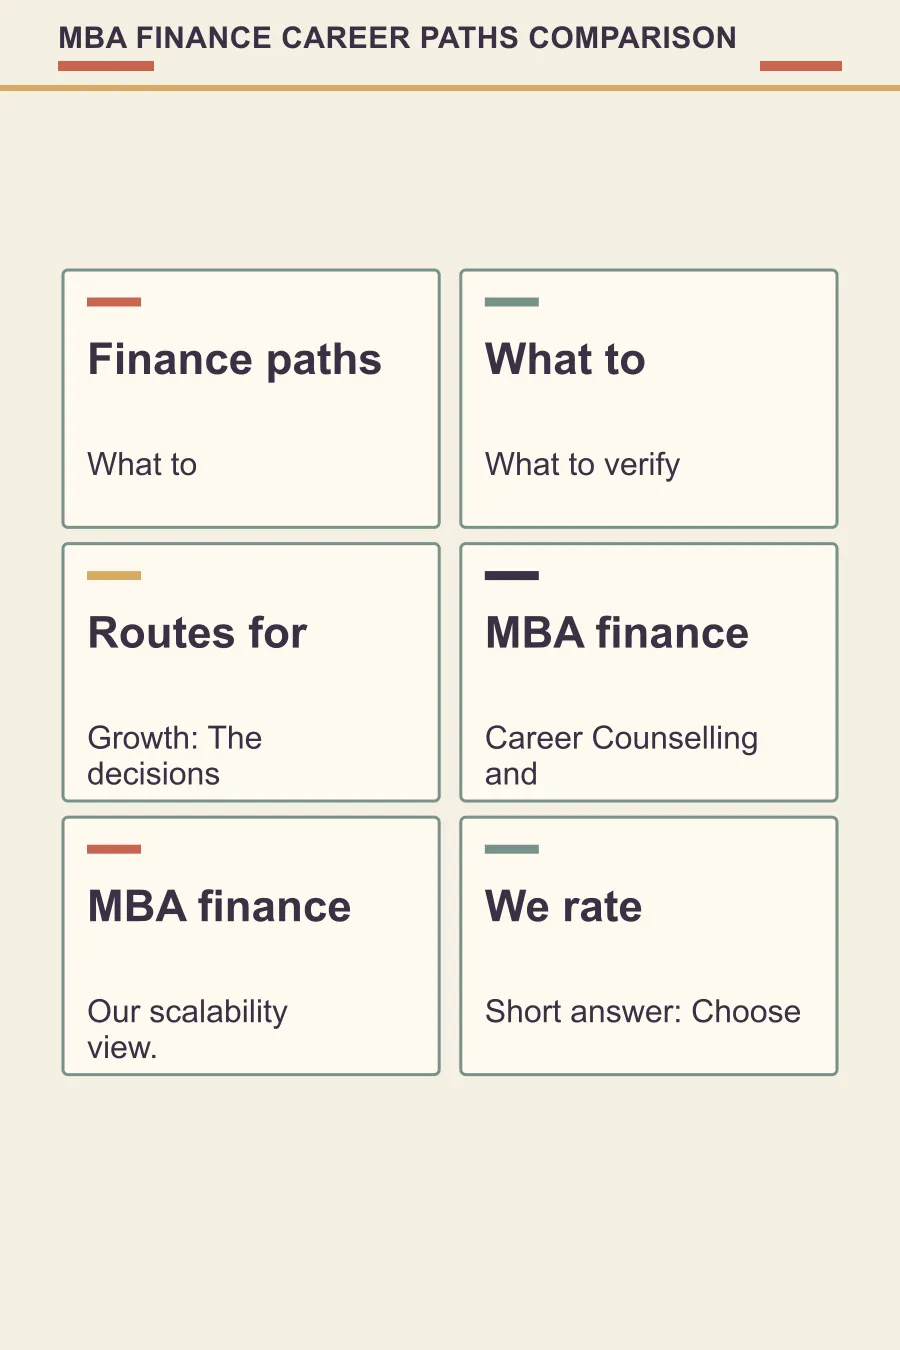 MBA FINANCE CAREER PATHS COMPARISON
Finance paths
What to
What to
What to verify
Routes for
Growth: The
decisions
MBA finance
Career Counselling
and
MBA finance
Our scalability
view.
We rate
Short answer: Choose